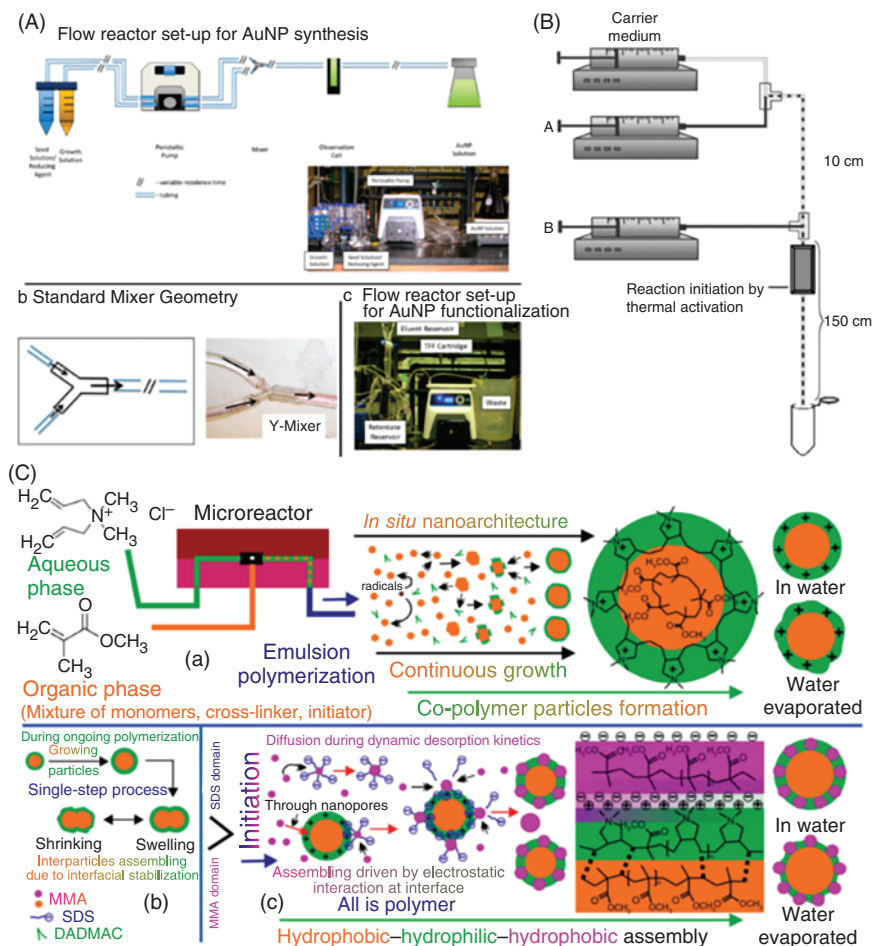 (A)
Flow reactor set-up for AuNP synthesis
Seed
Solution/
Reducing
Agent
Growth
Solution
Peristaltic
Pump
Mixer
Observation
Cell
AuNP
Solution
- variable residence time
- tubing
Peristaltic Pump
AuNP Solution
Growth
Solution
Seed Solution/
Reducing Agent
b Standard Mixer Geometry
Y-Mixer
c Flow reactor set-up
for AuNP functionalization
Eluent Reservoir
TFF Cartridge
Waste
Retentate
Reservoir
(B)
Carrier
medium
A
10 cm
B
Reaction initiation by
thermal activation
150 cm
(C)
H2C
CH3
N+
CH3
H2C
Cl–
Aqueous
phase
Microreactor
H2C
O
OCH3
CH3
(a)
Organic phase
(Mixture of monomers, cross-linker, initiator)
Emulsion
polymerization
In situ nanoarchitecture
radicals
Continuous growth
Co-polymer particles formation
In water
Water
evaporated
During ongoing polymerization
Growing
particles
Single-step process
Shrinking
Swelling
Interparticles assembling
due to interfacial stabilization
MMA
SDS
DADMAC
(b)
SDS domain
MMA domain
Initiation
Diffusion during dynamic desorption kinetics
Through nanopores
Assembling driven by electrostatic
interaction at interface
All is polymer
(c)
Hydrophobic–hydrophilic–hydrophobic assembly
In water
Water
evaporated